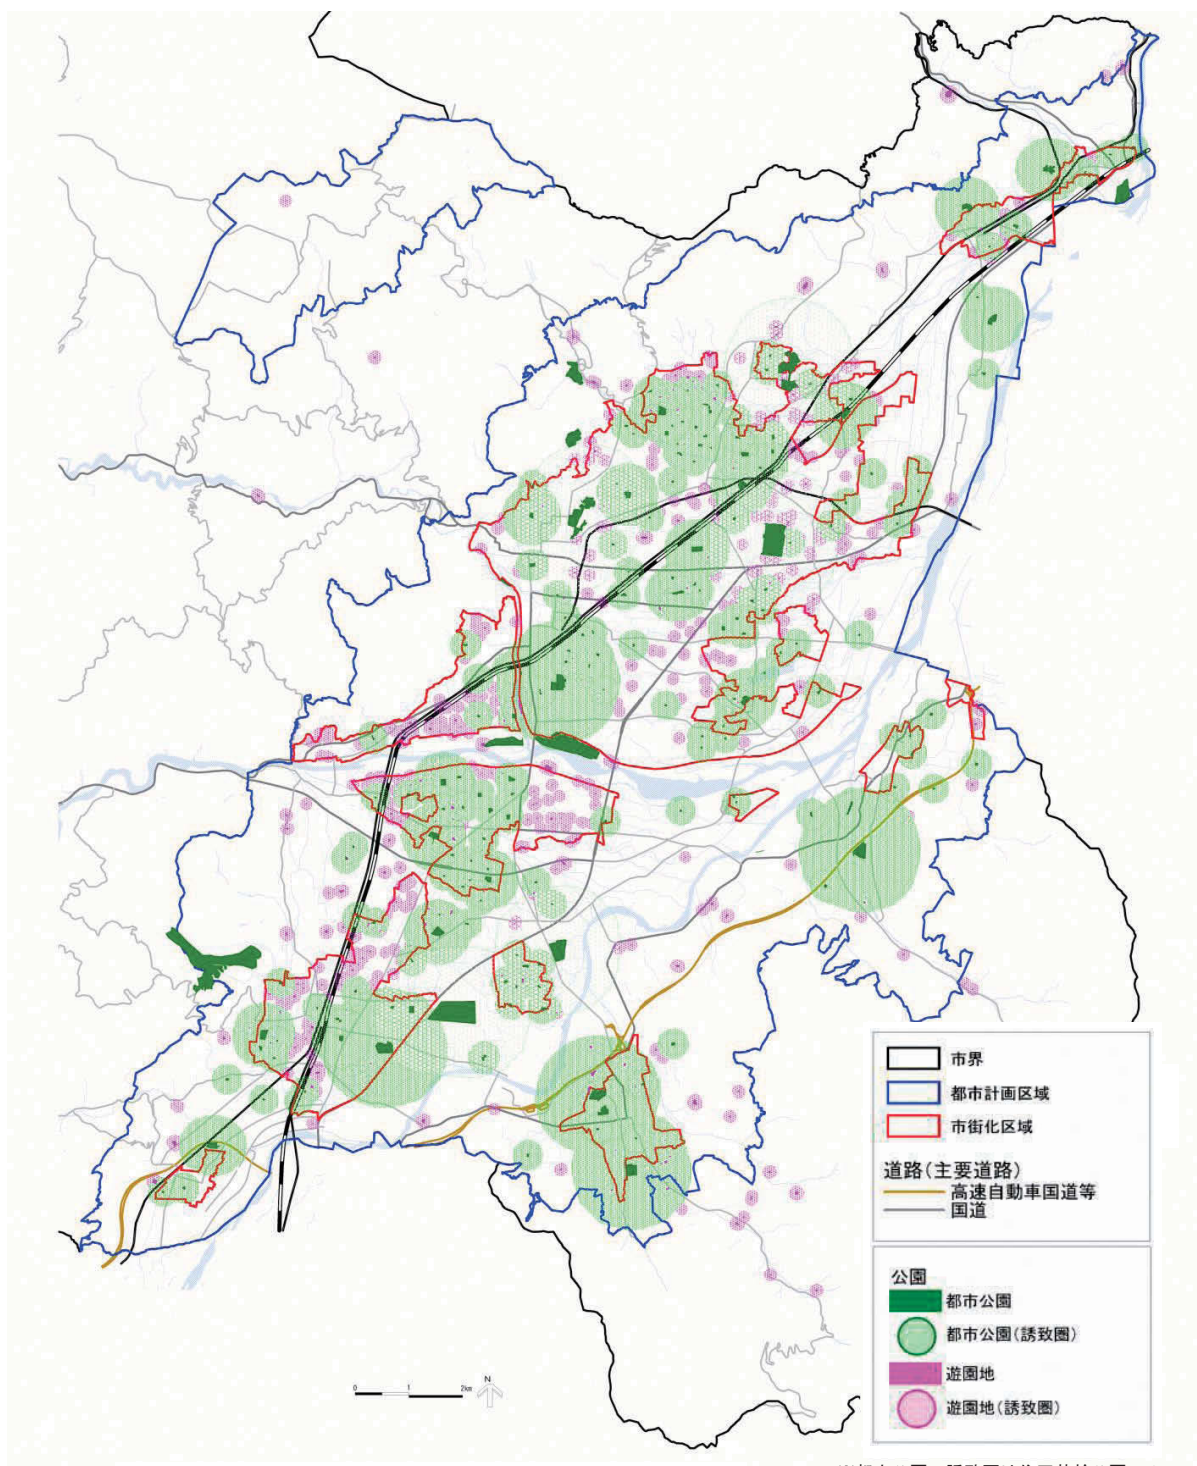 市界
都市計画区域
市街化区域
道路(主要道路)
高速自動車国道等
国道
公園
都市公園
都市公園(誘致圏)
遊園地
遊園地(誘致圏)
0 1 2km
N